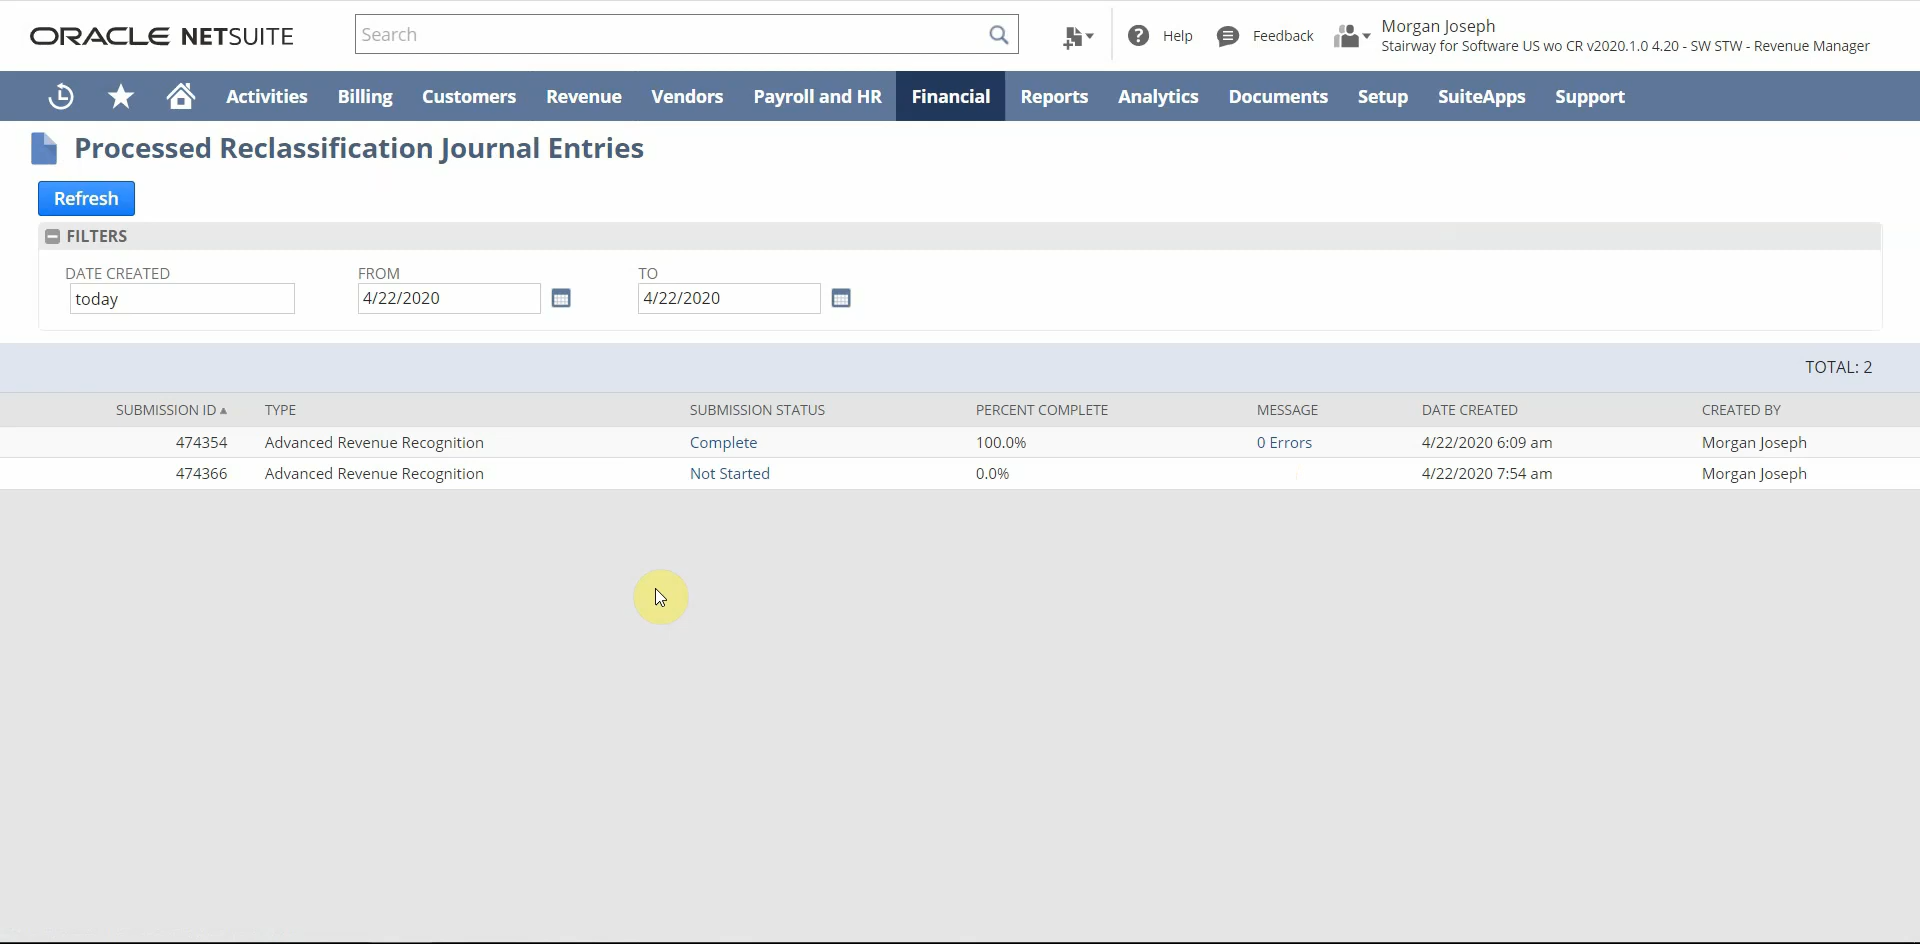 ORACLE NETSUITE
Search
Help
Feedback
Morgan Joseph
Stairway for Software US wo CR v2020.1.0 4.20 - SW STW - Revenue Manager
Activities Billing Customers Revenue Vendors Payroll and HR Financial Reports Analytics Documents Setup SuiteApps Support
Processed Reclassification Journal Entries
Refresh
FILTERS
DATE CREATED FROM TO
today 4/22/2020 4/22/2020
TOTAL: 2
SUBMISSION ID TYPE SUBMISSION STATUS PERCENT COMPLETE MESSAGE DATE CREATED CREATED BY
474354 Advanced Revenue Recognition Complete 100.0% 0 Errors 4/22/2020 6:09 am Morgan Joseph
474366 Advanced Revenue Recognition Not Started 0.0% 4/22/2020 7:54 am Morgan Joseph